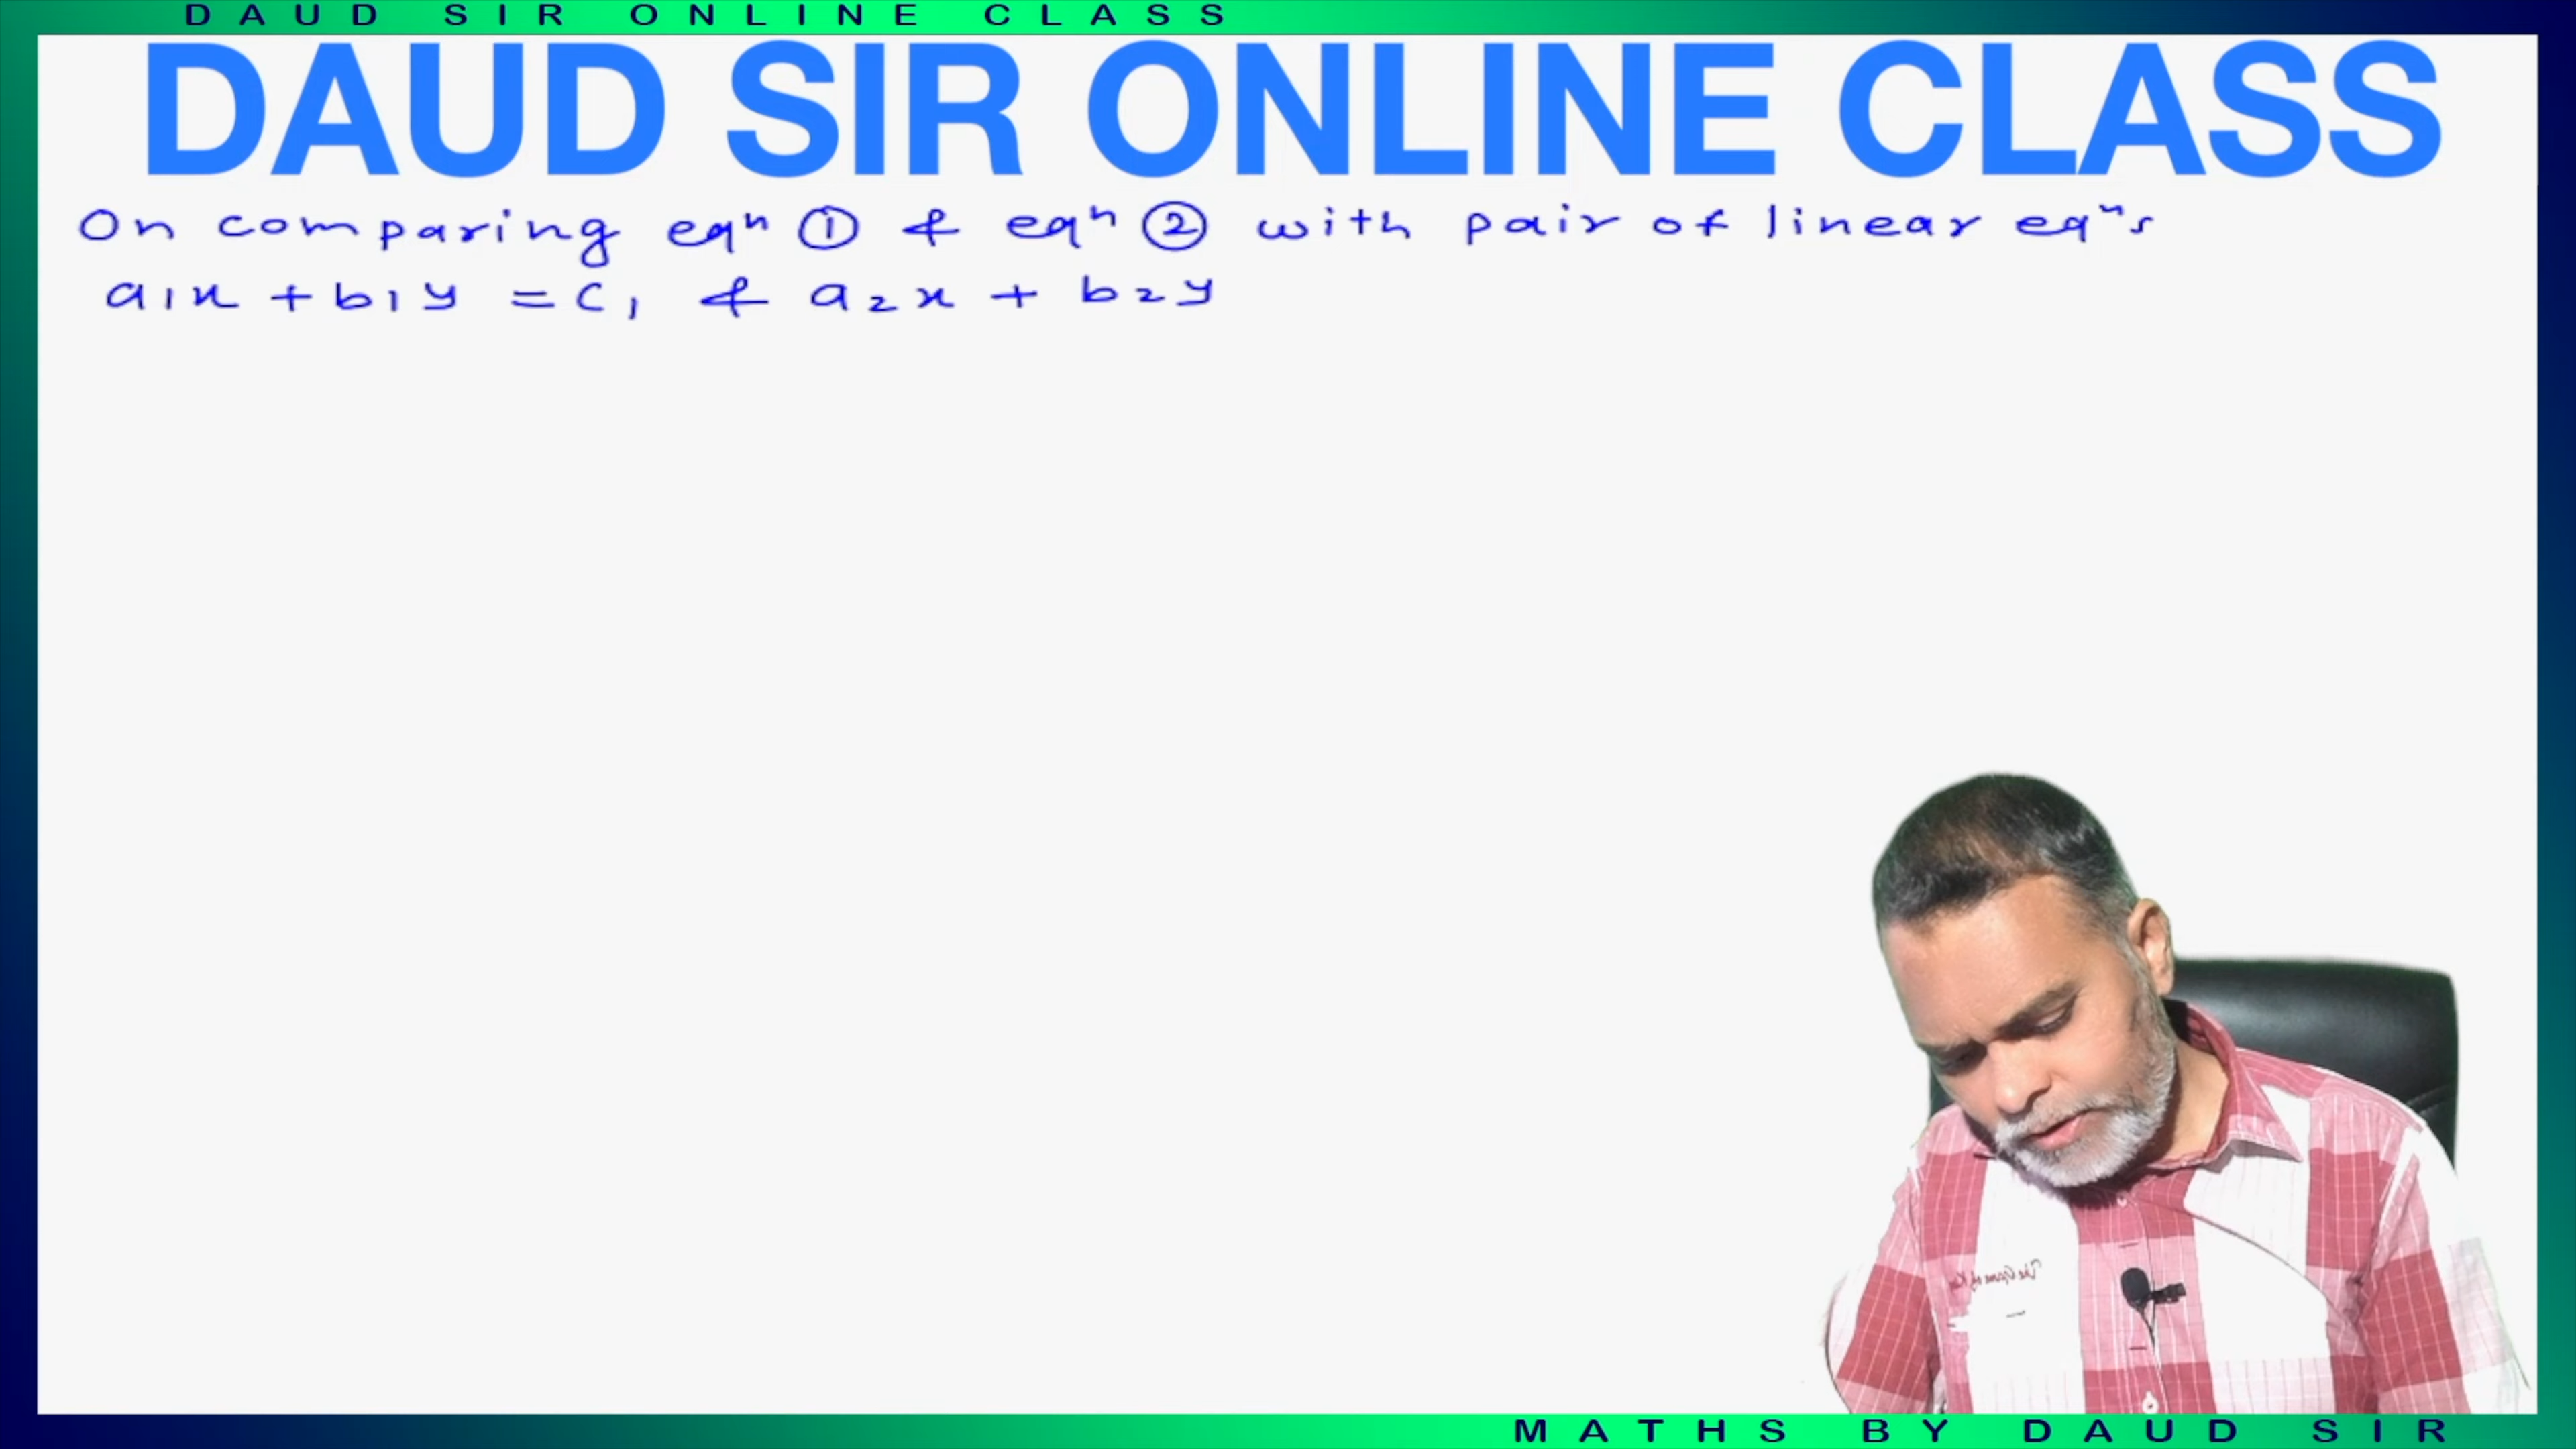 DAUD SIR ONLINE CLASS
DAUD SIR ONLINE CLASS
On comparing eqⁿ ① & eqⁿ ② with pair of linear eqⁿs
a₁x + b₁y = c₁ & a₂x + b₂y
MATHS BY DAUD SIR